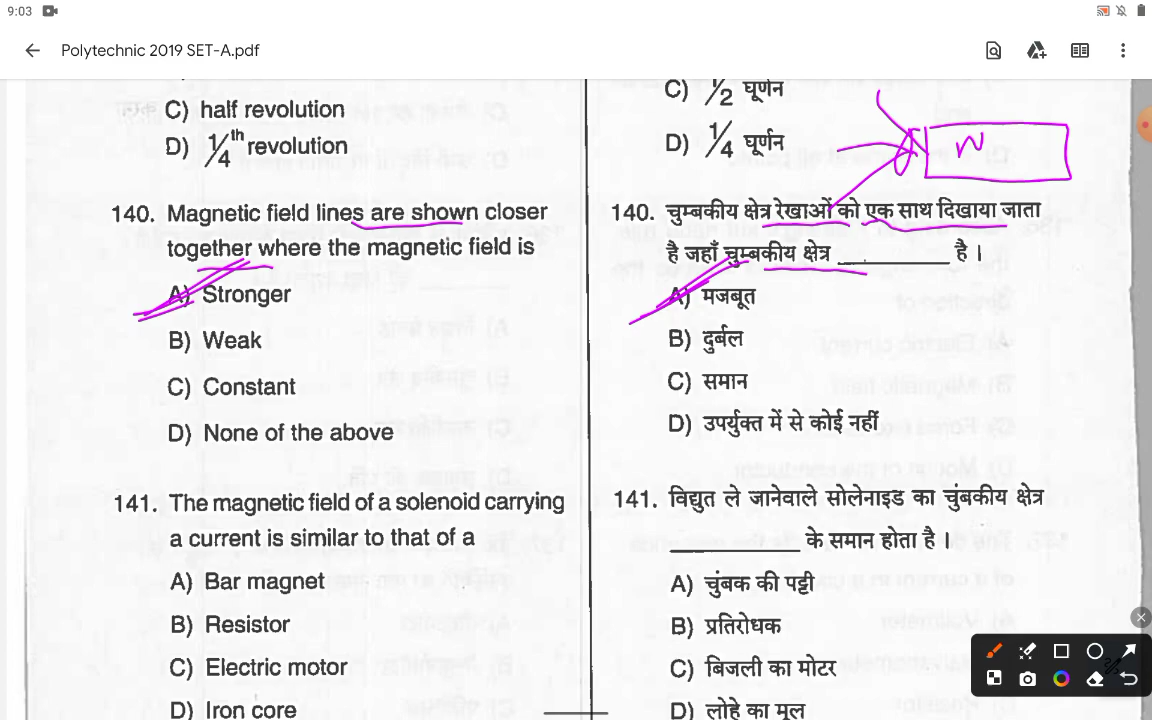 9:03
Polytechnic 2019 SET-A.pdf
C) half revolution
D) 1/4 th revolution
140. Magnetic field lines are shown closer
together where the magnetic field is
A) Stronger
B) Weak
C) Constant
D) None of the above
141. The magnetic field of a solenoid carrying
a current is similar to that of a
A) Bar magnet
B) Resistor
C) Electric motor
D) Iron core
C) 1/2 घूर्णन
D) 1/4 घूर्णन
N
140. चुम्बकीय क्षेत्र रेखाओं को एक साथ दिखाया जाता
है जहाँ चुम्बकीय क्षेत्र __________ है ।
A) मजबूत
B) दुर्बल
C) समान
D) उपर्युक्त में से कोई नहीं
141. विद्युत ले जानेवाले सोलेनाइड का चुंबकीय क्षेत्र
____________ के समान होता है ।
A) चुंबक की पट्टी
B) प्रतिरोधक
C) बिजली का मोटर
D) लोहे का मूल